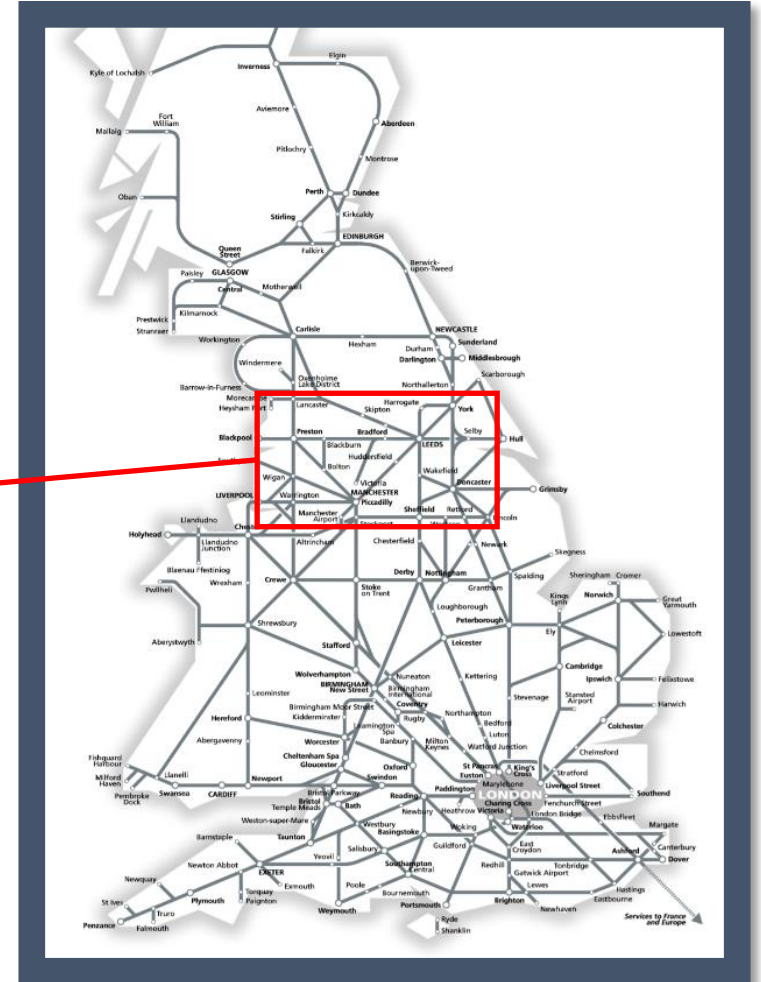 Elgin
Inverness
Kyle of Lochalsh
Aviemore
Fort
William
Mallaig
Aberdeen
Pitlochry
Montrose
Perth
Dundee
Oban
Stirling
Kirkcaldy
EDINBURGH
Queen
Street
Falkirk
Berwick-
upon-Tweed
Paisley
GLASGOW
Central
Motherwell
Prestwick
Kilmarnock
Stranraer
Carlisle
NEWCASTLE
Workington
Hexham
Sunderland
Durham
Darlington
Middlesbrough
Windermere
Scarborough
Oxenholme
Lake District
Northallerton
Barrow-in-Furness
Morecambe
Lancaster
Harrogate
York
Heysham Port
Skipton
Blackpool
Preston
Bradford
Selby
Hull
Blackburn
LEEDS
Huddersfield
Bolton
Wakefield
Wigan
Victoria
Doncaster
MANCHESTER
Piccadilly
Grimsby
LIVERPOOL
Warrington
Manchester
Airport
Sheffield
Retford
Lincoln
Llandudno
Holyhead
Llandudno
Junction
Altrincham
Chesterfield
Newark
Skegness
Blaenau Ffestiniog
Wrexham
Crewe
Stoke
on Trent
Derby
Nottingham
Grantham
Spalding
Sheringham
Cromer
Pwllheli
Kings
Lynn
Norwich
Great
Yarmouth
Loughborough
Peterborough
Shrewsbury
Ely
Lowestoft
Aberystwyth
Stafford
Leicester
Wolverhampton
BIRMINGHAM
New Street
Nuneaton
Kettering
Cambridge
Ipswich
Felixstowe
Birmingham
International
Leominster
Birmingham Moor Street
Coventry
Stevenage
Stansted
Airport
Harwich
Hereford
Kidderminster
Rugby
Northampton
Leamington
Spa
Bedford
Colchester
Abergavenny
Worcester
Banbury
Milton
Keynes
Luton
Watford Junction
Chelmsford
Cheltenham Spa
Gloucester
Oxford
St Pancras
King's
Cross
Fishguard
Harbour
Euston
Stratford
Milford
Haven
Llanelli
Newport
Swindon
Marylebone
Liverpool Street
Pembroke
Dock
Swansea
CARDIFF
Bristol Parkway
Reading
Paddington
LONDON
Southend
Bristol
Temple Meads
Bath
Newbury
Heathrow
Victoria
Charing Cross
Fenchurch Street
London Bridge
Ebbsfleet
Weston-super-Mare
Westbury
Basingstoke
Woking
Waterloo
Margate
Barnstaple
Taunton
Salisbury
Guildford
East
Croydon
Canterbury
Ashford
Dover
Newton Abbot
Yeovil
Southampton
Central
Redhill
Gatwick Airport
Tonbridge
Newquay
EXETER
Exmouth
Poole
Bournemouth
Lewes
Hastings
Eastbourne
St Ives
Plymouth
Torquay
Paignton
Weymouth
Portsmouth
Brighton
Newhaven
Truro
Penzance
Falmouth
Ryde
Shanklin
Services to France
and Europe